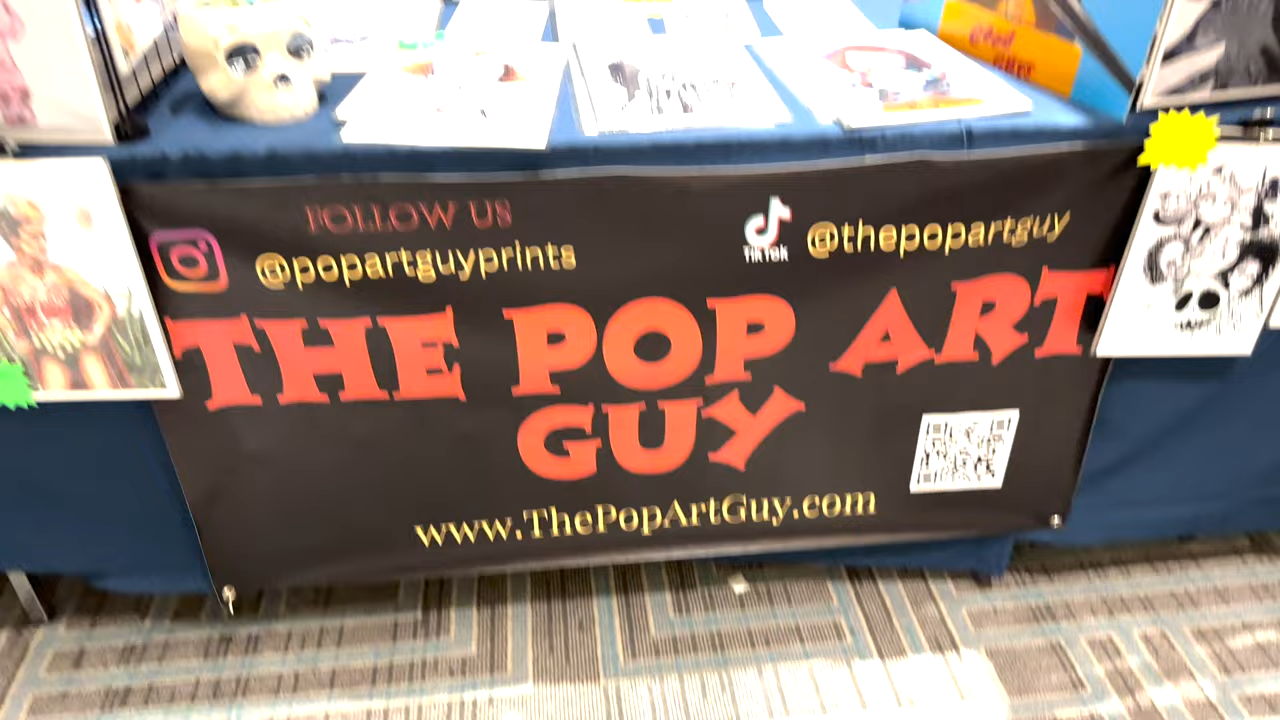 FOLLOW US
@popartguyprints
TIKTOK
@thepopartguy
THE POP ART
GUY
www.ThePopArtGuy.com